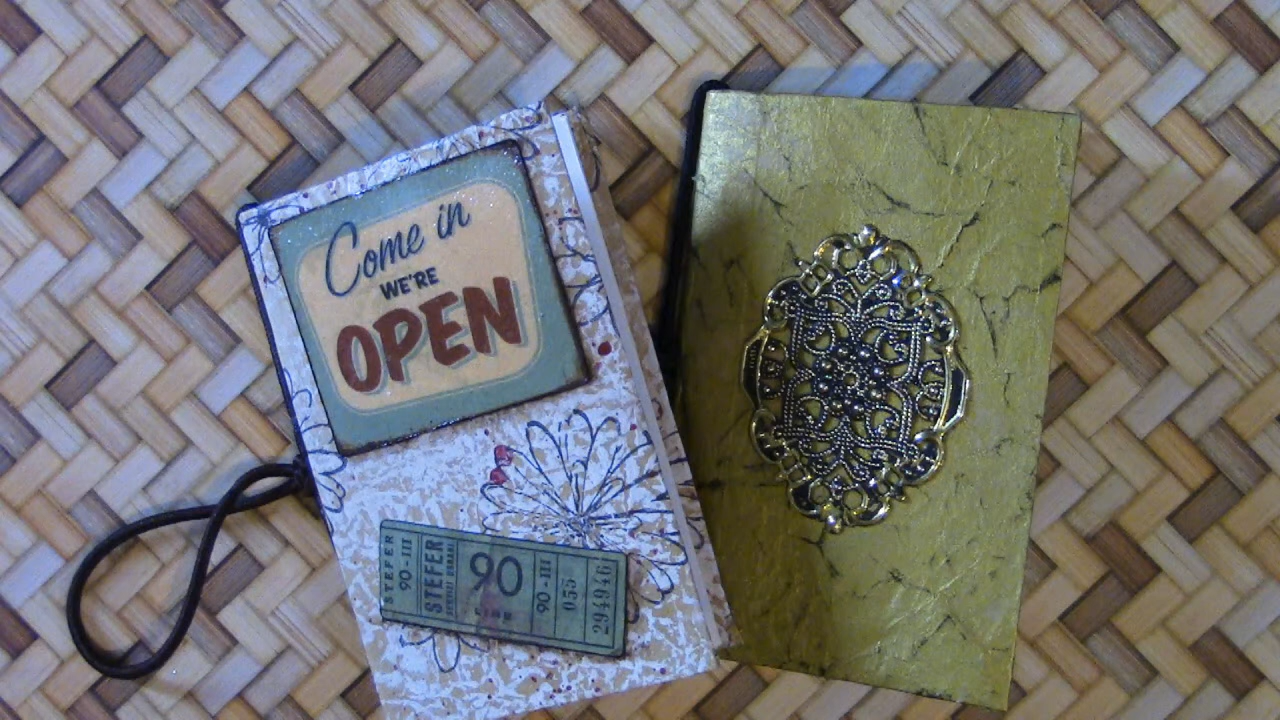 Come in
WE'RE
OPEN
STEFER
90-III
STEFER
90
90-III
055
294946